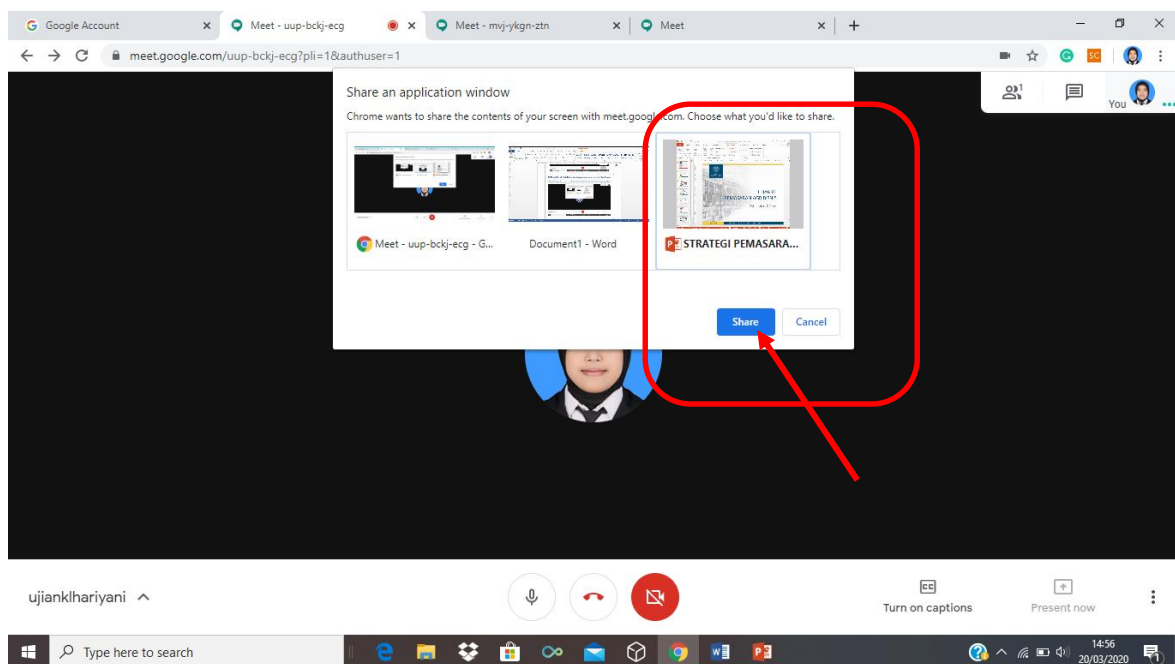 Google Account
Meet - uup-bckj-ecg
Meet - mvj-ykgn-ztn
Meet
meet.google.com/uup-bckj-ecg?pli=1&authuser=1
SC
Share an application window
Chrome wants to share the contents of your screen with meet.google.com. Choose what you'd like to share.
1
You
Meet - uup-bckj-ecg - G...
Document1 - Word
STRATEGI PEMASARA...
Share
Cancel
ujianklhariyani
Turn on captions
Present now
Type here to search
14:56
20/03/2020